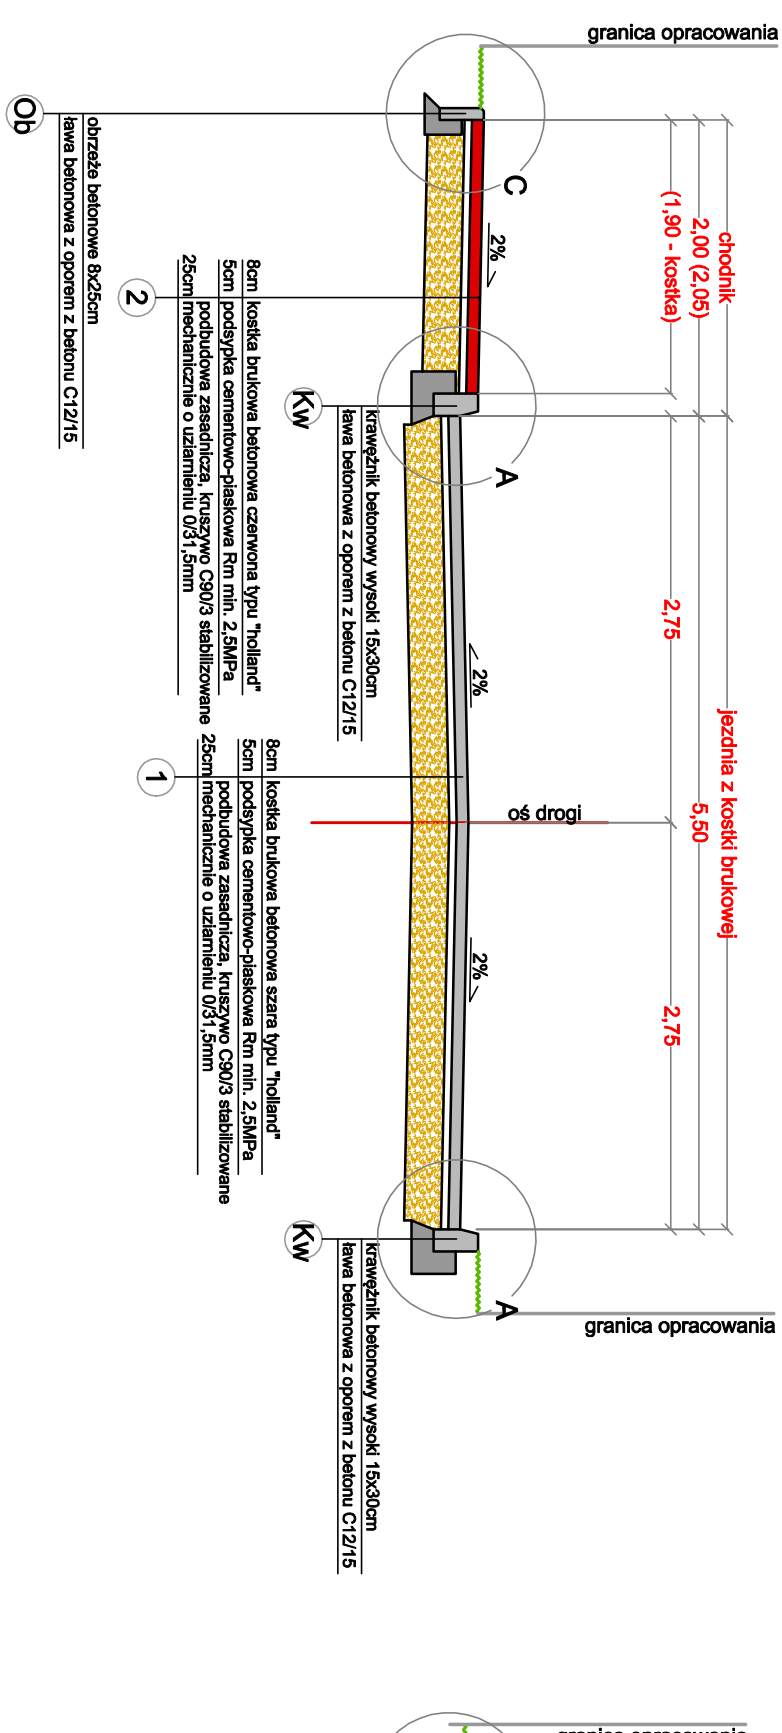 granica opracowania
chodnik
2,00 (2,05)
(1,90 - kostka)
jezdnia z kostki brukowej
5,50
2,75
2,75
C
2%
A
2%
oś drogi
2%
A
granica opracowania
Ob
obrzeże betonowe 8x25cm
ława betonowa z oporem z betonu C12/15
2
8cm kostka brukowa betonowa czerwona typu "holland"
5cm podsypka cementowo-piaskowa Rm min. 2,5MPa
podbudowa zasadnicza, kruszywo C90/3 stabilizowane
25cm mechanicznie o uziarnieniu 0/31,5mm
Kw
krawężnik betonowy wysoki 15x30cm
ława betonowa z oporem z betonu C12/15
1
8cm kostka brukowa betonowa szara typu "holland"
5cm podsypka cementowo-piaskowa Rm min. 2,5MPa
podbudowa zasadnicza, kruszywo C90/3 stabilizowane
25cm mechanicznie o uziarnieniu 0/31,5mm
Kw
krawężnik betonowy wysoki 15x30cm
ława betonowa z oporem z betonu C12/15